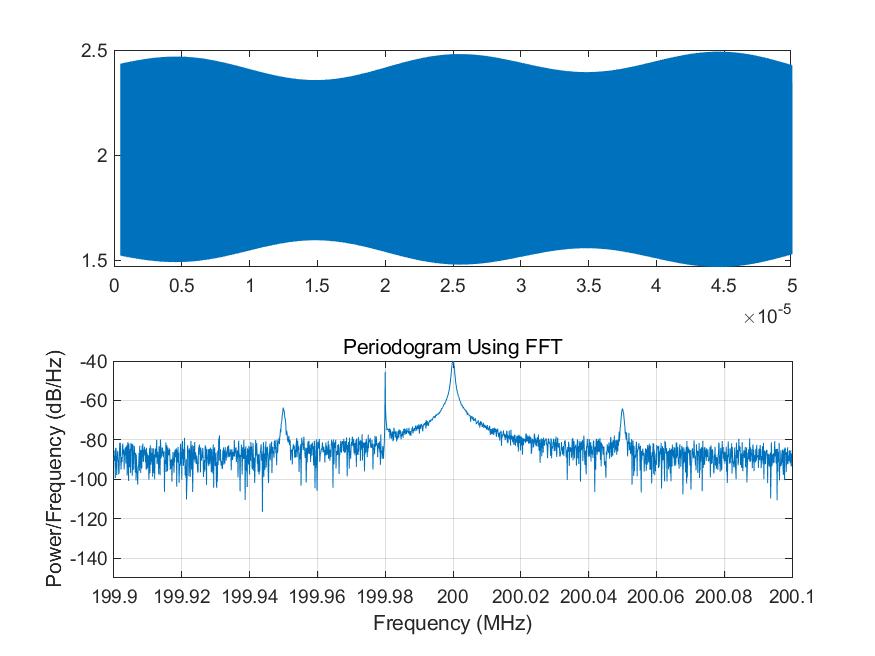 2.5
2
1.5
0 0.5 1 1.5 2 2.5 3 3.5 4 4.5 5
×10-5
Periodogram Using FFT
-40
-60
-80
-100
-120
-140
Power/Frequency (dB/Hz)
199.9 199.92 199.94 199.96 199.98 200 200.02 200.04 200.06 200.08 200.1
Frequency (MHz)